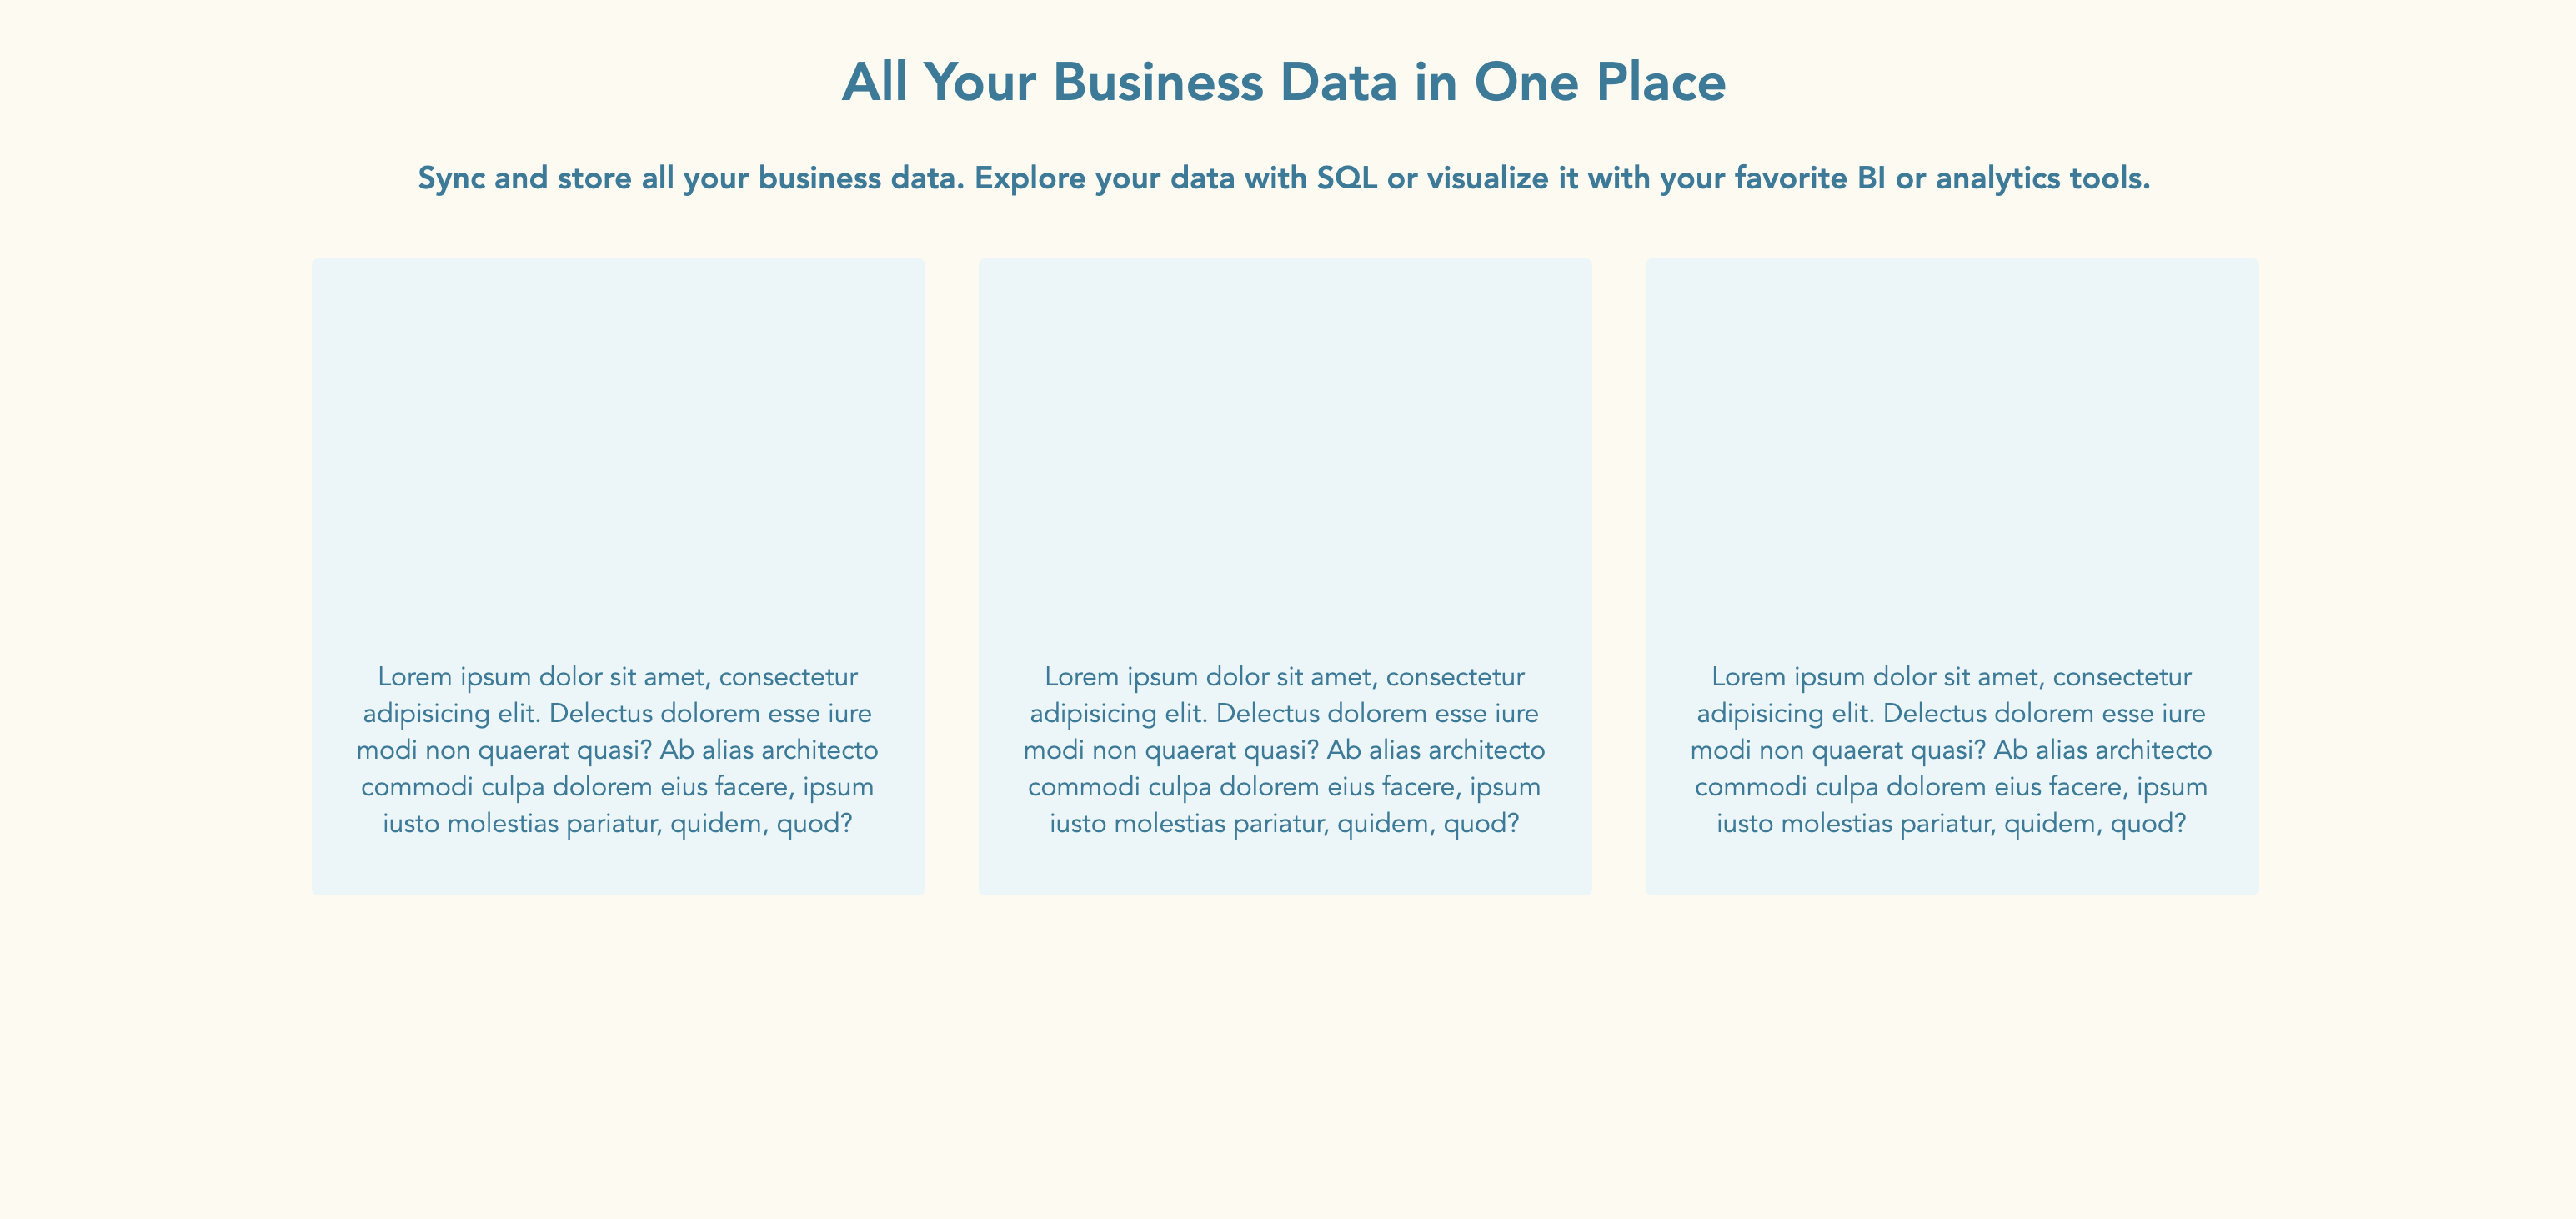 All Your Business Data in One Place
Sync and store all your business data. Explore your data with SQL or visualize it with your favorite BI or analytics tools.
Lorem ipsum dolor sit amet, consectetur
adipisicing elit. Delectus dolorem esse iure
modi non quaerat quasi? Ab alias architecto
commodi culpa dolorem eius facere, ipsum
iusto molestias pariatur, quidem, quod?
Lorem ipsum dolor sit amet, consectetur
adipisicing elit. Delectus dolorem esse iure
modi non quaerat quasi? Ab alias architecto
commodi culpa dolorem eius facere, ipsum
iusto molestias pariatur, quidem, quod?
Lorem ipsum dolor sit amet, consectetur
adipisicing elit. Delectus dolorem esse iure
modi non quaerat quasi? Ab alias architecto
commodi culpa dolorem eius facere, ipsum
iusto molestias pariatur, quidem, quod?